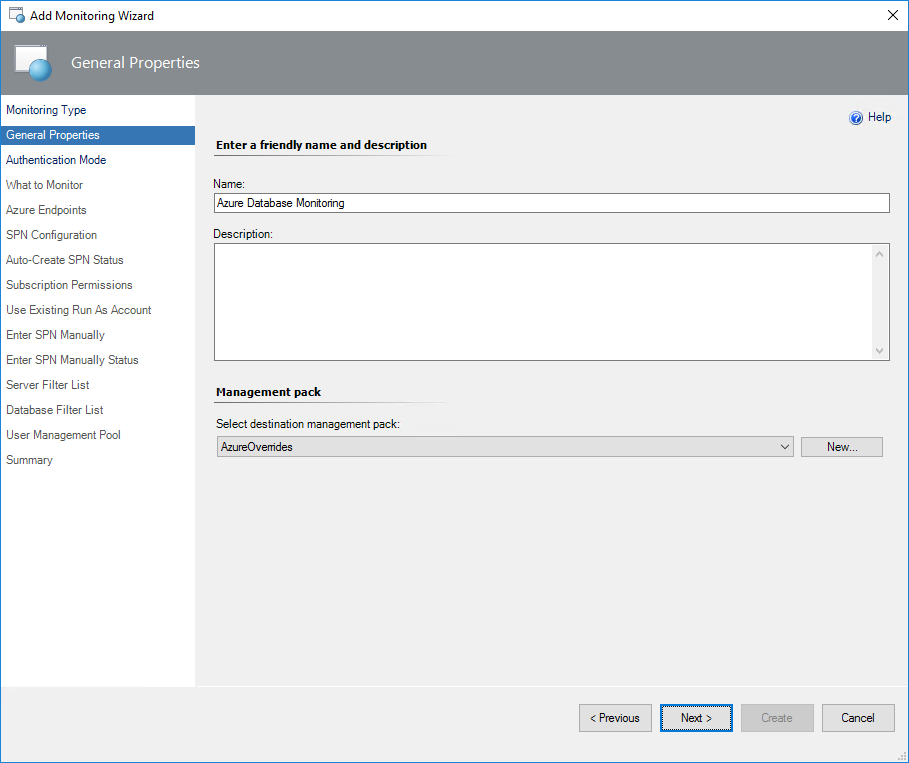 Add Monitoring Wizard
General Properties
Monitoring Type
General Properties
Authentication Mode
What to Monitor
Azure Endpoints
SPN Configuration
Auto-Create SPN Status
Subscription Permissions
Use Existing Run As Account
Enter SPN Manually
Enter SPN Manually Status
Server Filter List
Database Filter List
User Management Pool
Summary
? Help
Enter a friendly name and description
Name:
Azure Database Monitoring
Description:
Management pack
Select destination management pack:
AzureOverrides
New...
< Previous
Next >
Create
Cancel